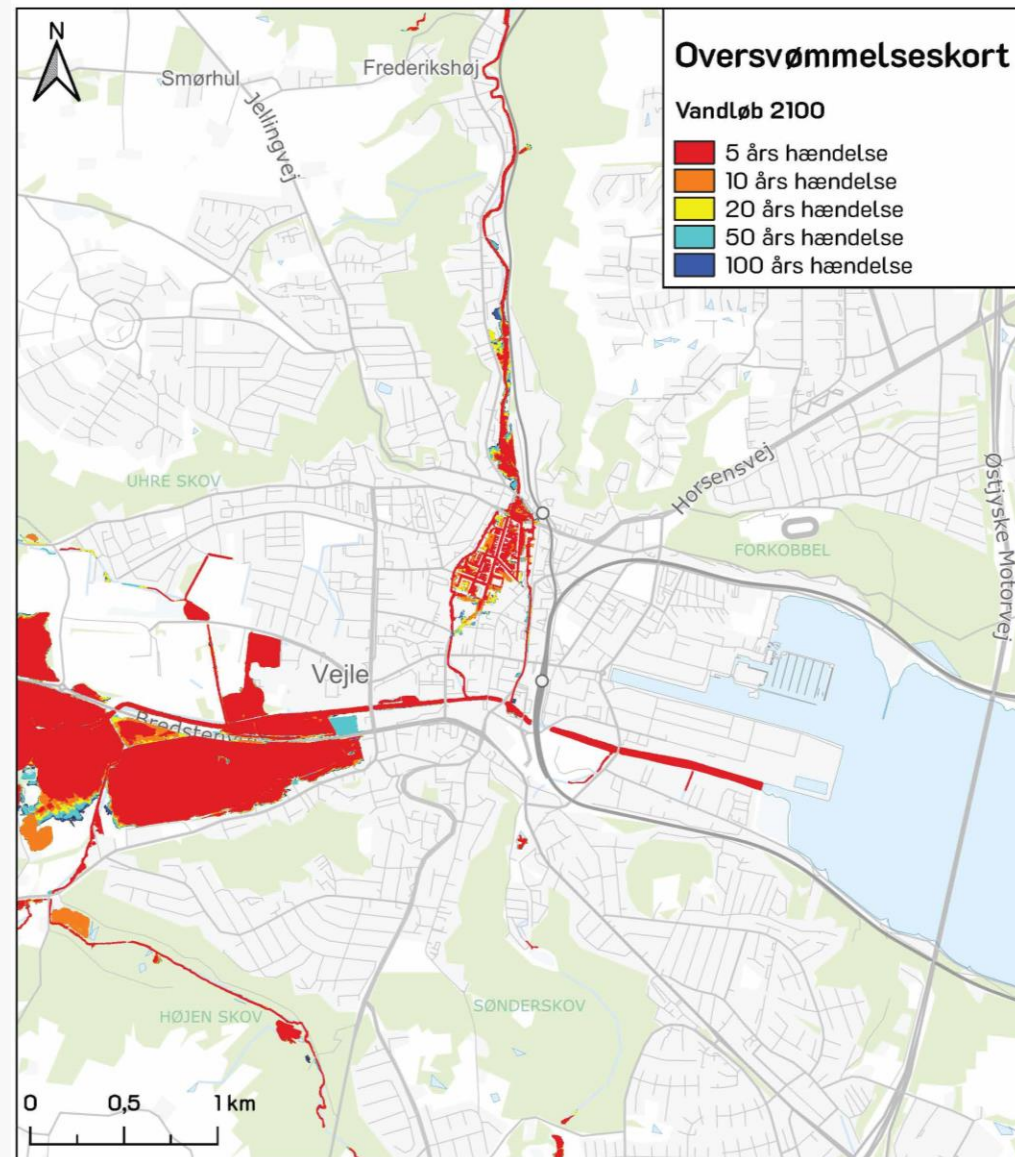 Oversvømmelseskort
Vandløb 2100
5 års hændelse
10 års hændelse
20 års hændelse
50 års hændelse
100 års hændelse
N
Smørhul
Frederikshøj
Jellingvej
UHRE SKOV
Horsensvej
FORKOBBEL
Østjyske Motorvej
Vejle
HØJEN SKOV
SØNDERSKOV
0 0,5 1 km